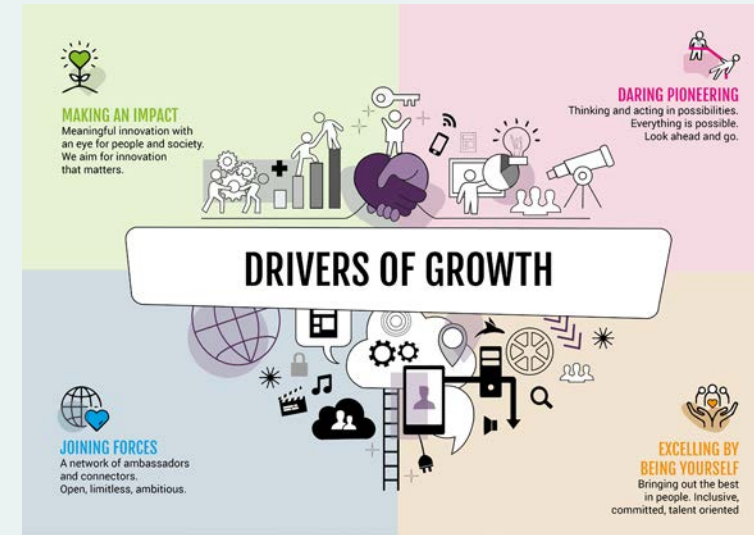 MAKING AN IMPACT
Meaningful innovation with
an eye for people and society.
We aim for innovation
that matters.
DARING PIONEERING
Thinking and acting in possibilities.
Everything is possible.
Look ahead and go.
DRIVERS OF GROWTH
JOINING FORCES
A network of ambassadors
and connectors.
Open, limitless, ambitious.
EXCELLING BY
BEING YOURSELF
Bringing out the best
in people. Inclusive,
committed, talent oriented